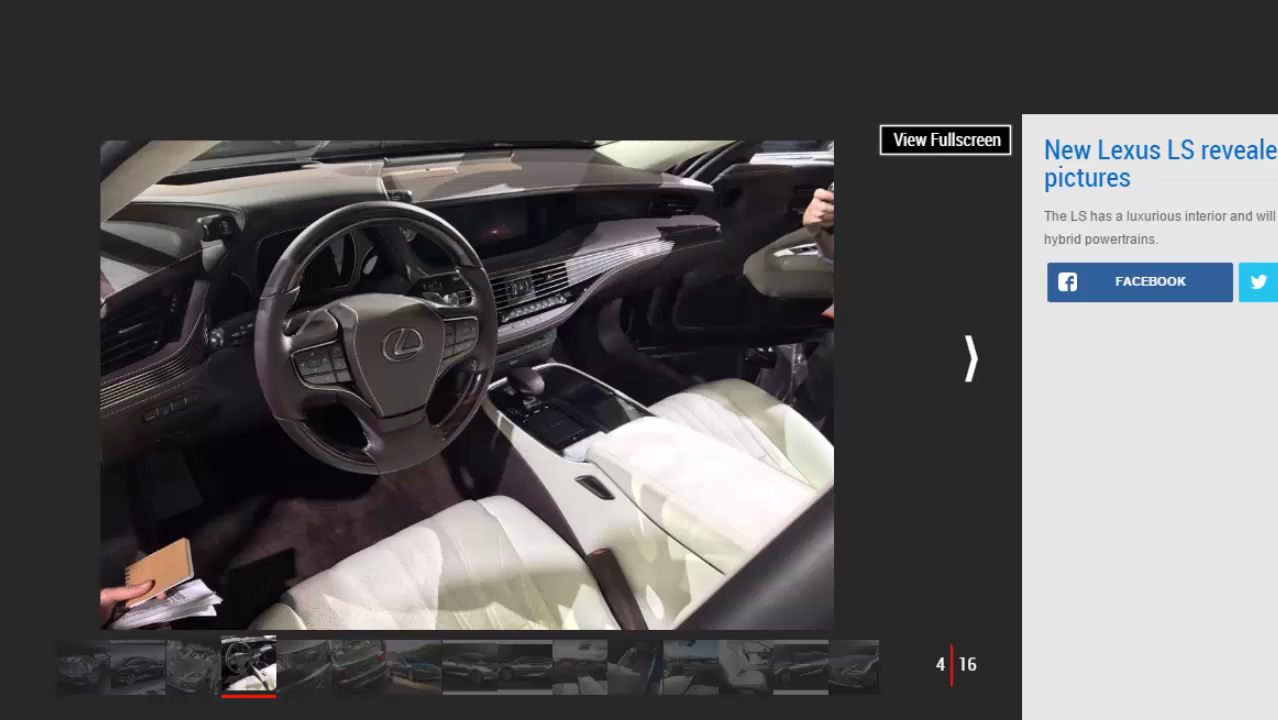 View Fullscreen
New Lexus LS reveale
pictures
The LS has a luxurious interior and will
hybrid powertrains.
FACEBOOK
4 16